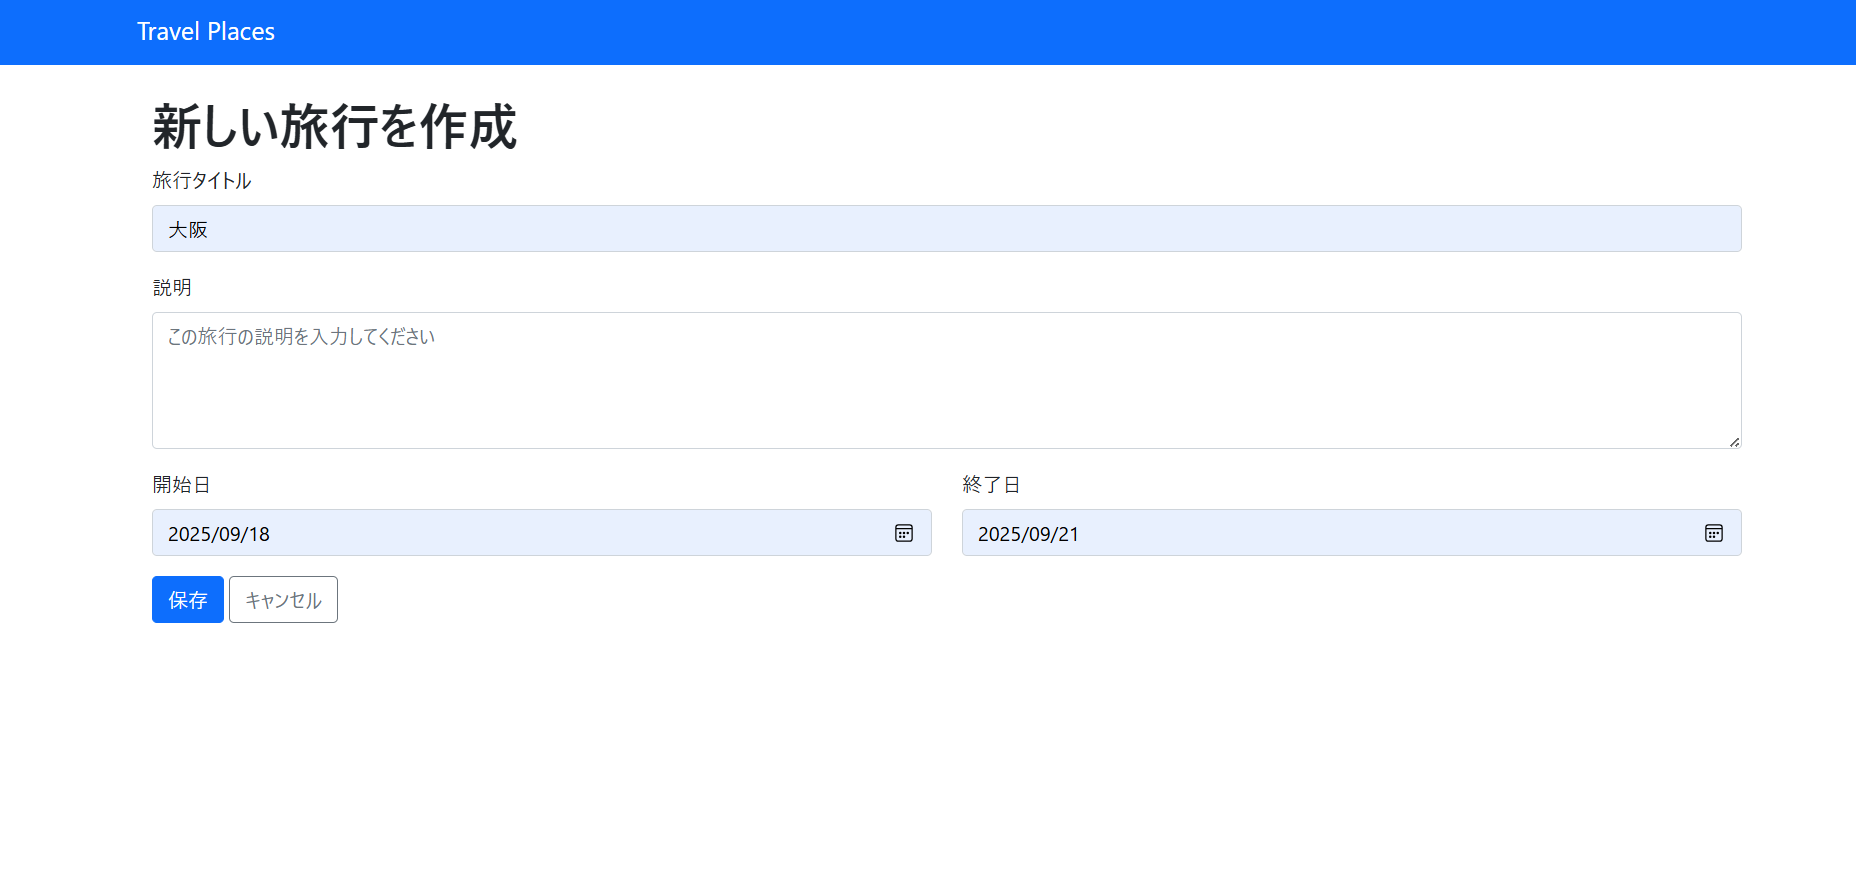 Travel Places
新しい旅行を作成
旅行タイトル
大阪
説明
この旅行の説明を入力してください
開始日
終了日
2025/09/18
2025/09/21
保存
キャンセル